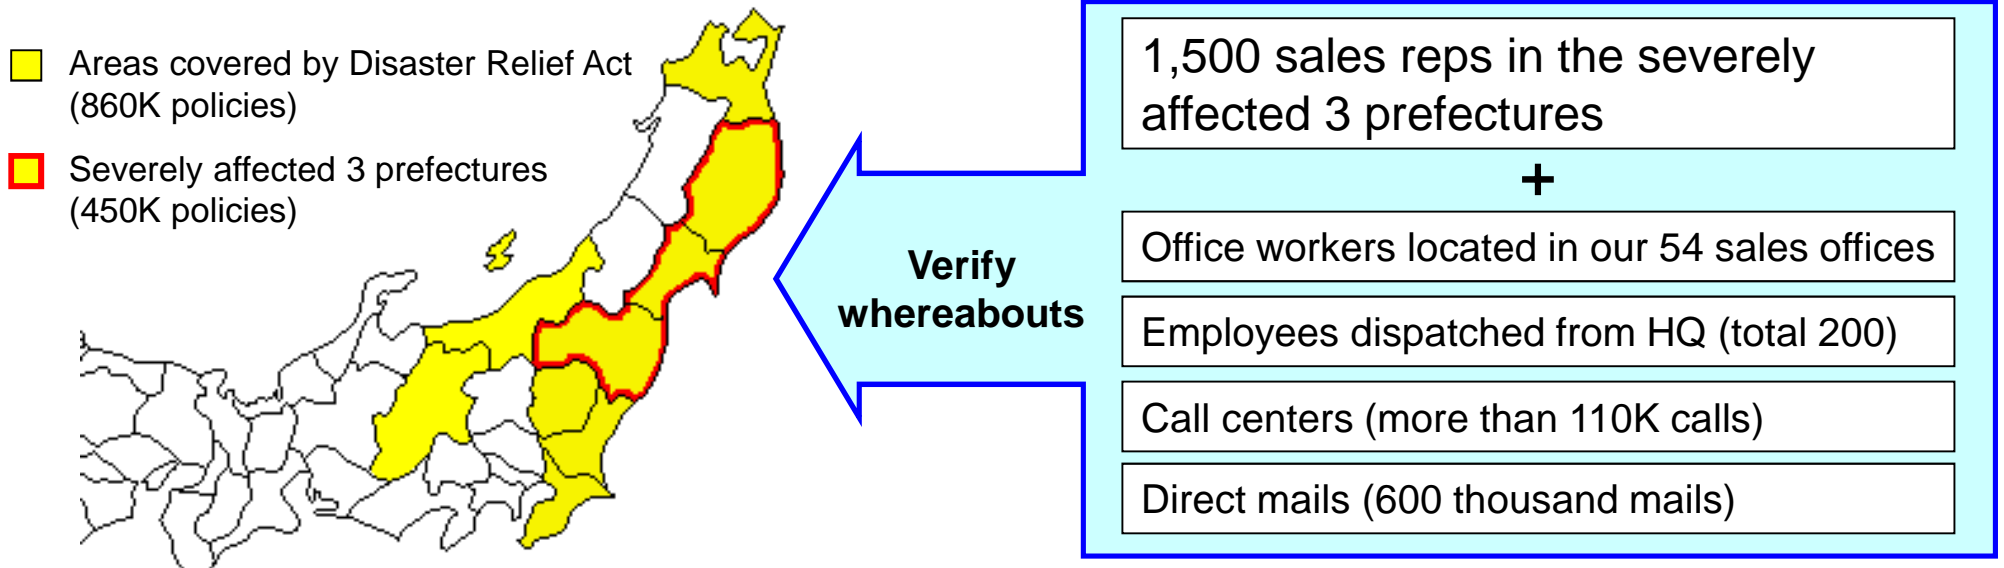 Areas covered by Disaster Relief Act
(860K policies)
Severely affected 3 prefectures
(450K policies)
Verify
whereabouts
1,500 sales reps in the severely
affected 3 prefectures
+
Office workers located in our 54 sales offices
Employees dispatched from HQ (total 200)
Call centers (more than 110K calls)
Direct mails (600 thousand mails)